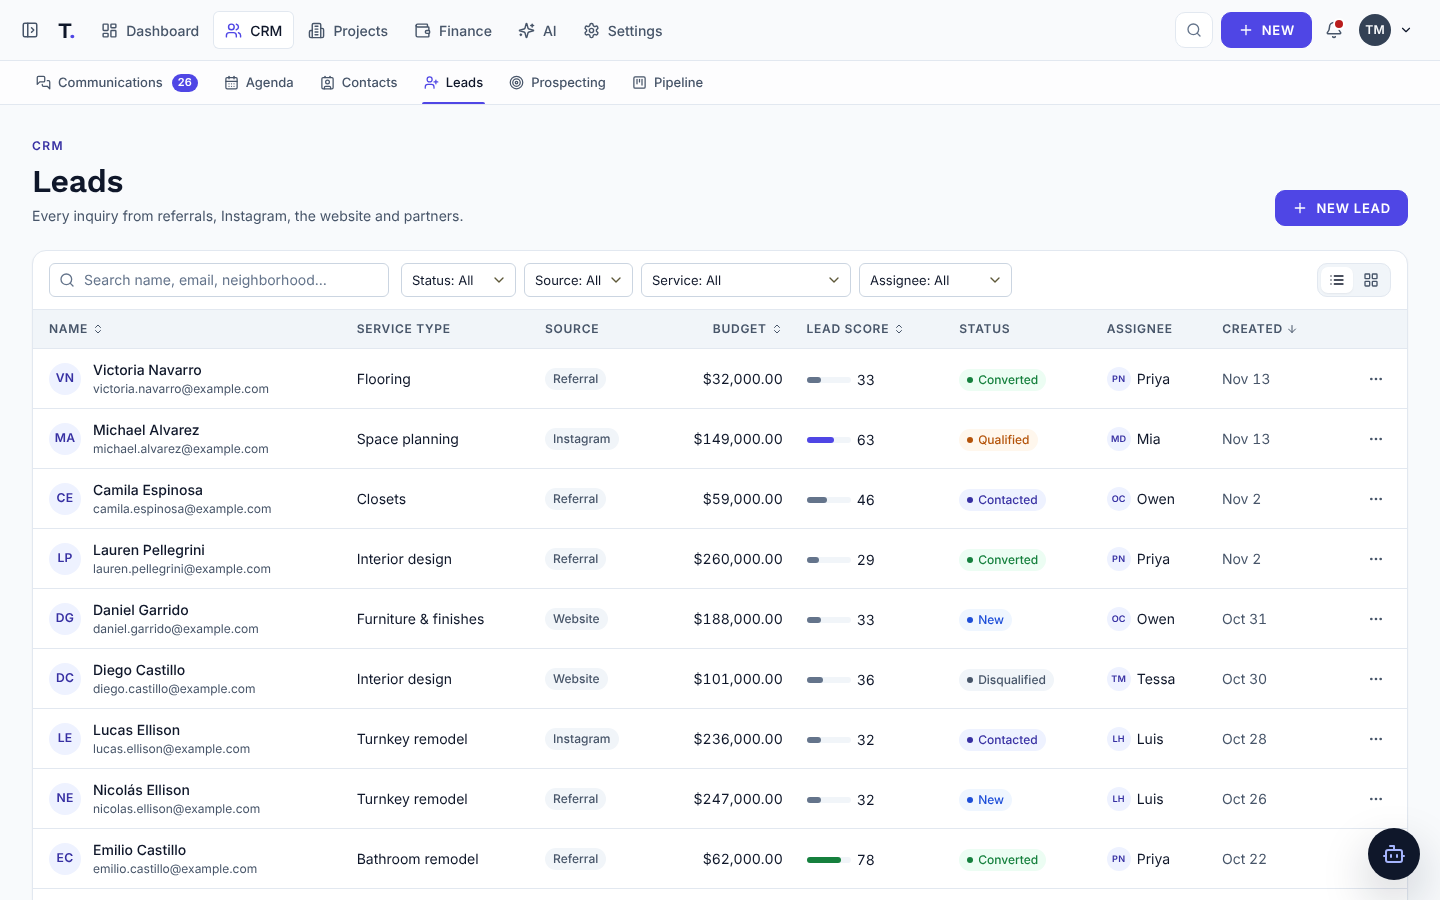 T.
Dashboard
CRM
Projects
Finance
AI
Settings
NEW
TM
Communications 26
Agenda
Contacts
Leads
Prospecting
Pipeline
CRM
Leads
Every inquiry from referrals, Instagram, the website and partners.
NEW LEAD
Search name, email, neighborhood...
Status: All
Source: All
Service: All
Assignee: All
NAME SERVICE TYPE SOURCE BUDGET LEAD SCORE STATUS ASSIGNEE CREATED
VN Victoria Navarro Flooring Referral $32,000.00 33 Converted PN Priya Nov 13
victoria.navarro@example.com
MA Michael Alvarez Space planning Instagram $149,000.00 63 Qualified MD Mia Nov 13
michael.alvarez@example.com
CE Camila Espinosa Closets Referral $59,000.00 46 Contacted OC Owen Nov 2
camila.espinosa@example.com
LP Lauren Pellegrini Interior design Referral $260,000.00 29 Converted PN Priya Nov 2
lauren.pellegrini@example.com
DG Daniel Garrido Furniture & finishes Website $188,000.00 33 New OC Owen Oct 31
daniel.garrido@example.com
DC Diego Castillo Interior design Website $101,000.00 36 Disqualified TM Tessa Oct 30
diego.castillo@example.com
LE Lucas Ellison Turnkey remodel Instagram $236,000.00 32 Contacted LH Luis Oct 28
lucas.ellison@example.com
NE Nicolás Ellison Turnkey remodel Referral $247,000.00 32 New LH Luis Oct 26
nicolas.ellison@example.com
EC Emilio Castillo Bathroom remodel Referral $62,000.00 78 Converted PN Priya Oct 22
emilio.castillo@example.com